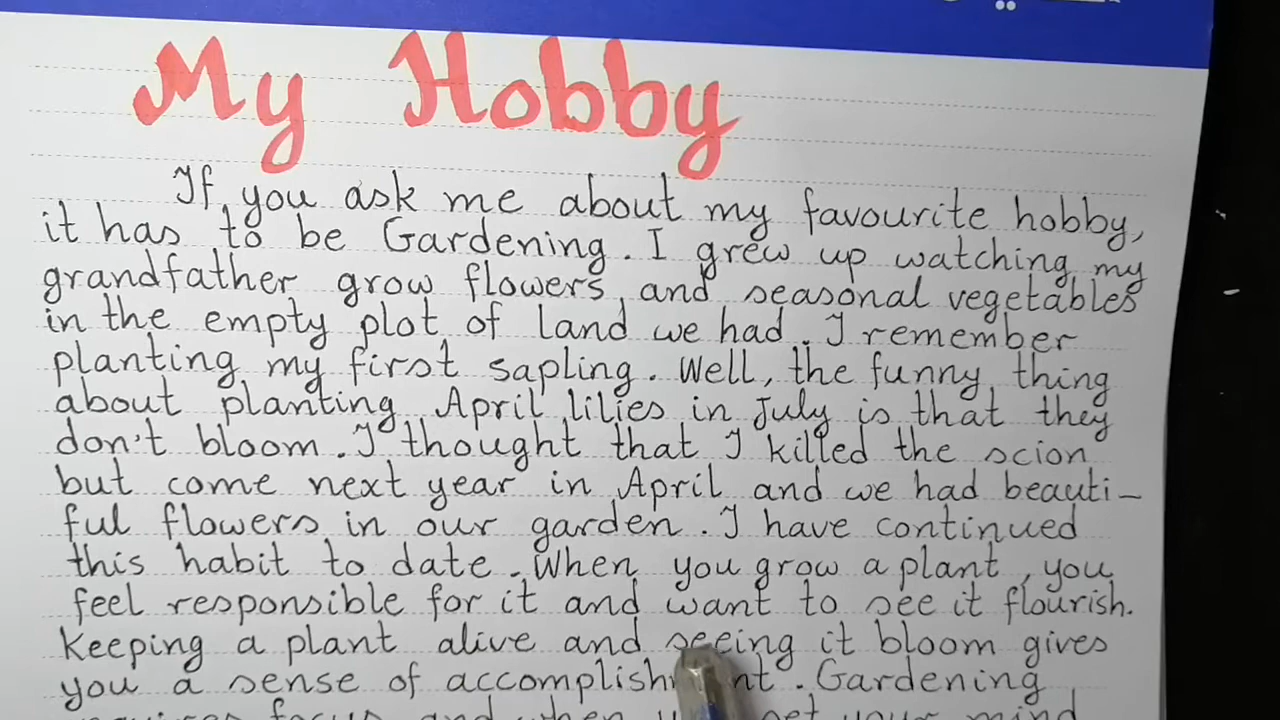 My Hobby
If you ask me about my favourite hobby,
it has to be Gardening. I grew up watching my
grandfather grow flowers and seasonal vegetables
in the empty plot of land we had. I remember
planting my first sapling. Well, the funny thing
about planting April lilies in July is that they
don't bloom. I thought that I killed the scion
but come next year in April and we had beauti-
ful flowers in our garden. I have continued
this habit to date. When you grow a plant, you
feel responsible for it and want to see it flourish.
Keeping a plant alive and seeing it bloom gives
you a sense of accomplishment. Gardening
focus and when your mind